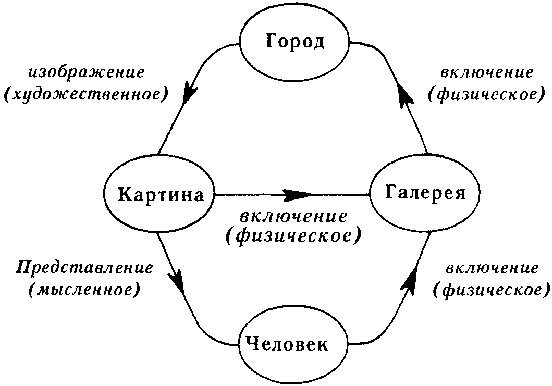 Город
изображение
(художественное)
включение
(физическое)
Картина
Галерея
включение
(физическое)
Представление
(мысленное)
включение
(физическое)
Человек